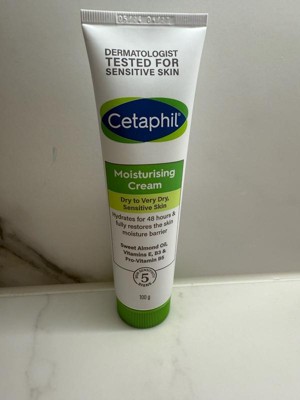 DERMATOLOGIST
TESTED FOR
SENSITIVE SKIN
Cetaphil®
Moisturising
Cream
Dry to Very Dry,
Sensitive Skin
Hydrates for 48 hours &
fully restores the skin
moisture barrier
Sweet Almond Oil,
Vitamins E, B3 &
Pro-Vitamin B5
5
SIGNS
100 g